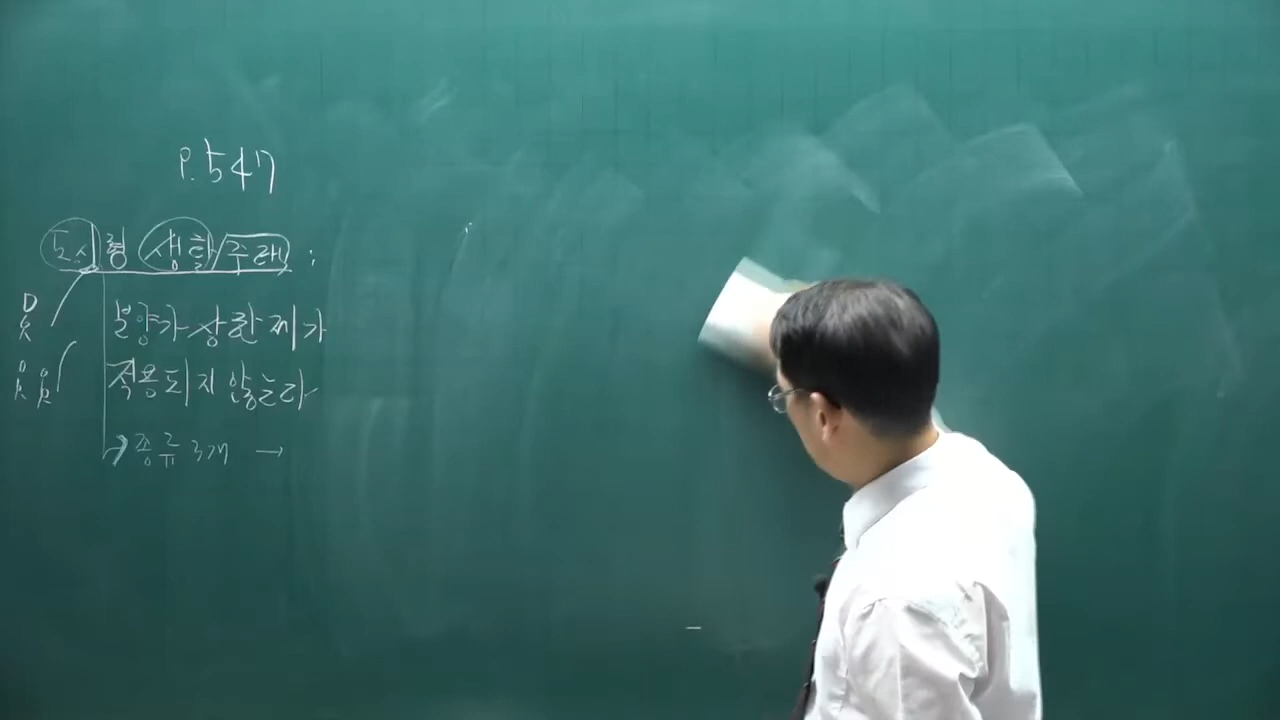 P.547
도시형 생활주택 :
분양가상한제가
적용되지 않는다
종류 3개 →